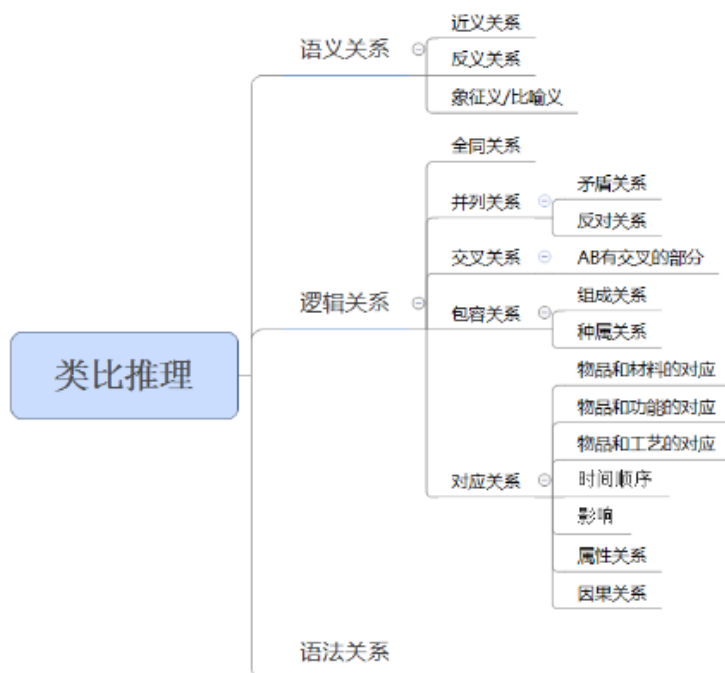 类比推理
语义关系
近义关系
反义关系
象征义/比喻义
逻辑关系
全同关系
并列关系
矛盾关系
反对关系
交叉关系
AB有交叉的部分
包容关系
组成关系
种属关系
对应关系
物品和材料的对应
物品和功能的对应
物品和工艺的对应
时间顺序
影响
属性关系
因果关系
语法关系